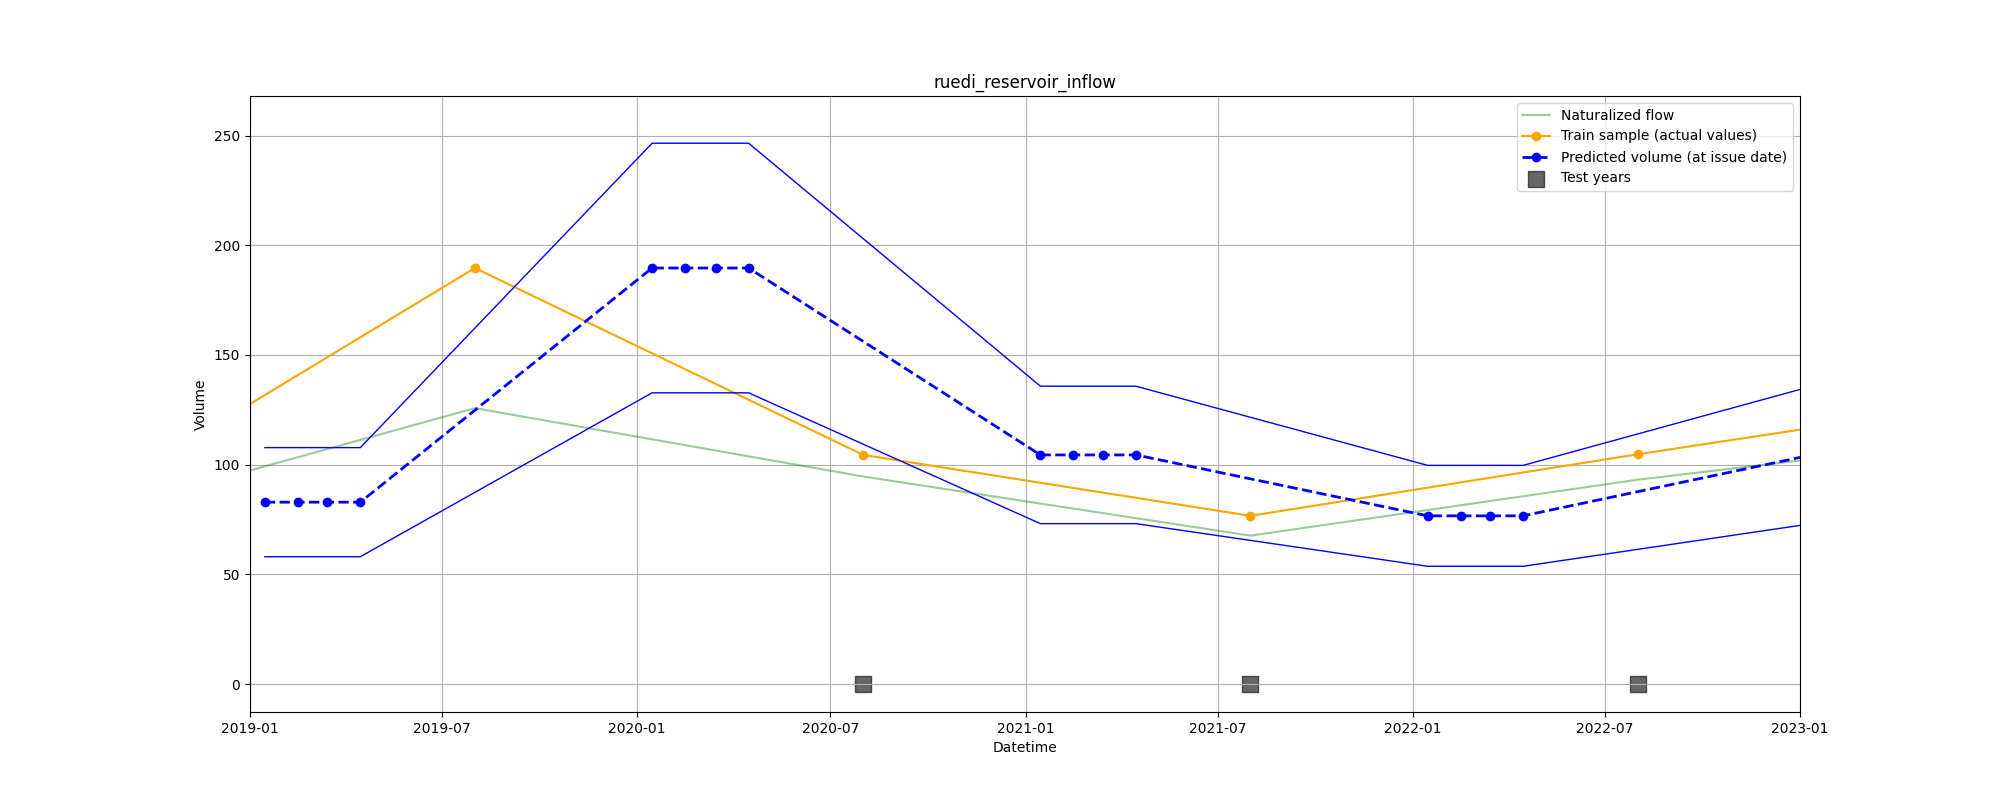 ruedi_reservoir_inflow
Naturalized flow
Train sample (actual values)
Predicted volume (at issue date)
Test years
250
200
150
100
50
0
Volume
2019-01
2019-07
2020-01
2020-07
2021-01
2021-07
2022-01
2022-07
2023-01
Datetime